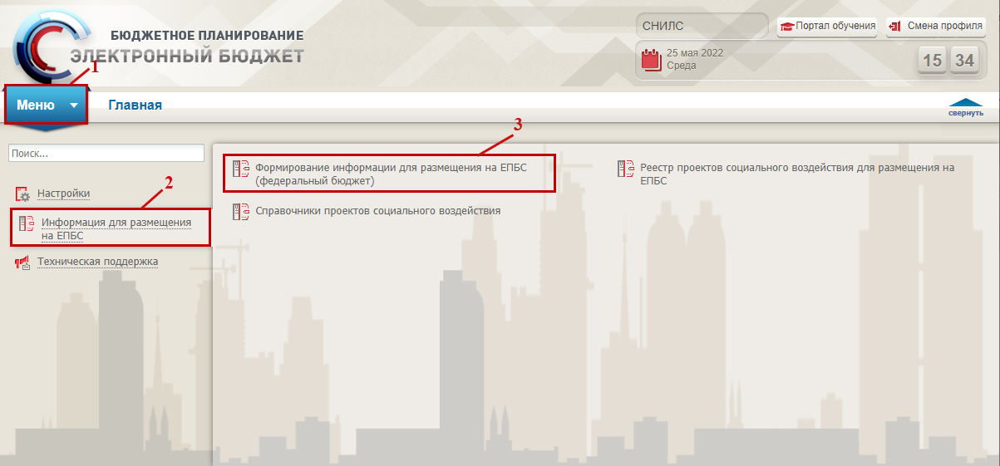 БЮДЖЕТНОЕ ПЛАНИРОВАНИЕ
ЭЛЕКТРОННЫЙ БЮДЖЕТ
СНИЛС
Портал обучения
Смена профиля
25 мая 2022
Среда
15 34
1
Меню
Главная
свернуть
3
Поиск...
Формирование информации для размещения на ЕПБС
(федеральный бюджет)
Реестр проектов социального воздействия для размещения на
ЕПБС
2
Настройки
Справочники проектов социального воздействия
Информация для размещения
на ЕПБС
Техническая поддержка